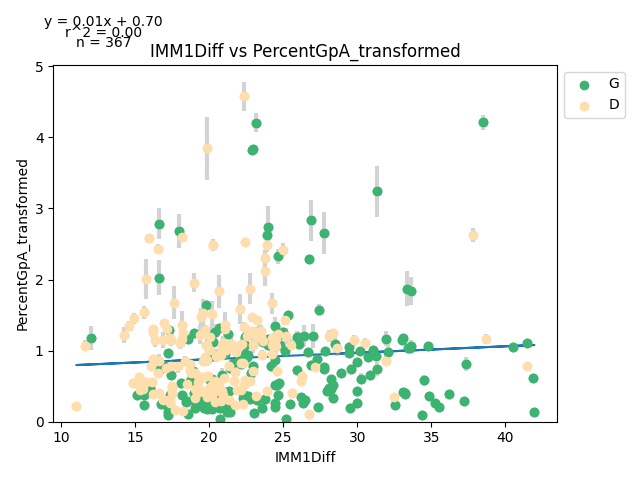 y = 0.01x + 0.70
r^2 = 0.00
n = 367
IMM1Diff vs PercentGpA_transformed
G
D
PercentGpA_transformed
5
4
3
2
1
0
10 15 20 25 30 35 40
IMM1Diff